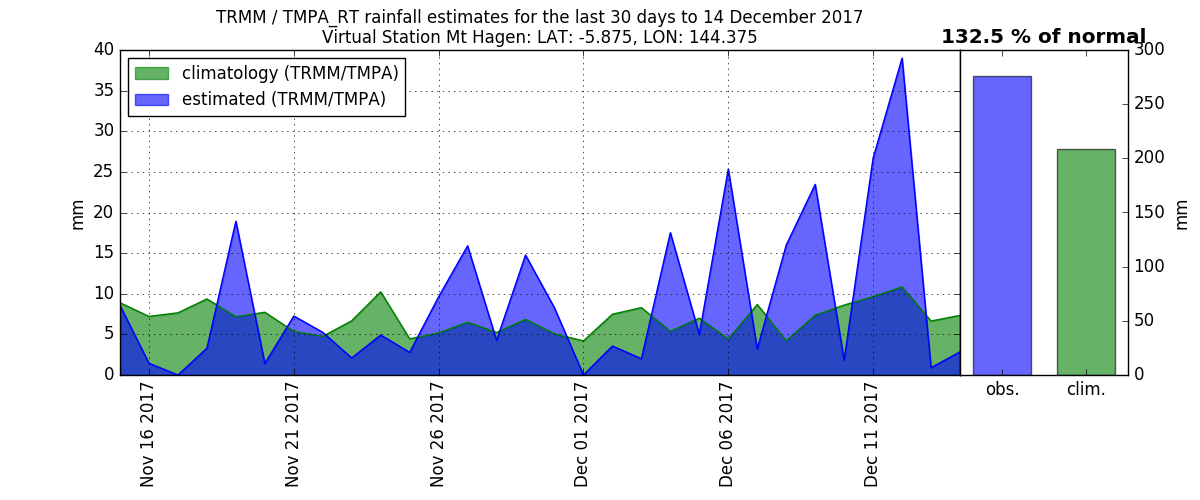 TRMM / TMPA_RT rainfall estimates for the last 30 days to 14 December 2017
Virtual Station Mt Hagen: LAT: -5.875, LON: 144.375
132.5 % of normal
climatology (TRMM/TMPA)
estimated (TRMM/TMPA)
40
35
30
25
20
15
10
5
0
mm
300
250
200
150
100
50
0
mm
Nov 16 2017
Nov 21 2017
Nov 26 2017
Dec 01 2017
Dec 06 2017
Dec 11 2017
obs.
clim.